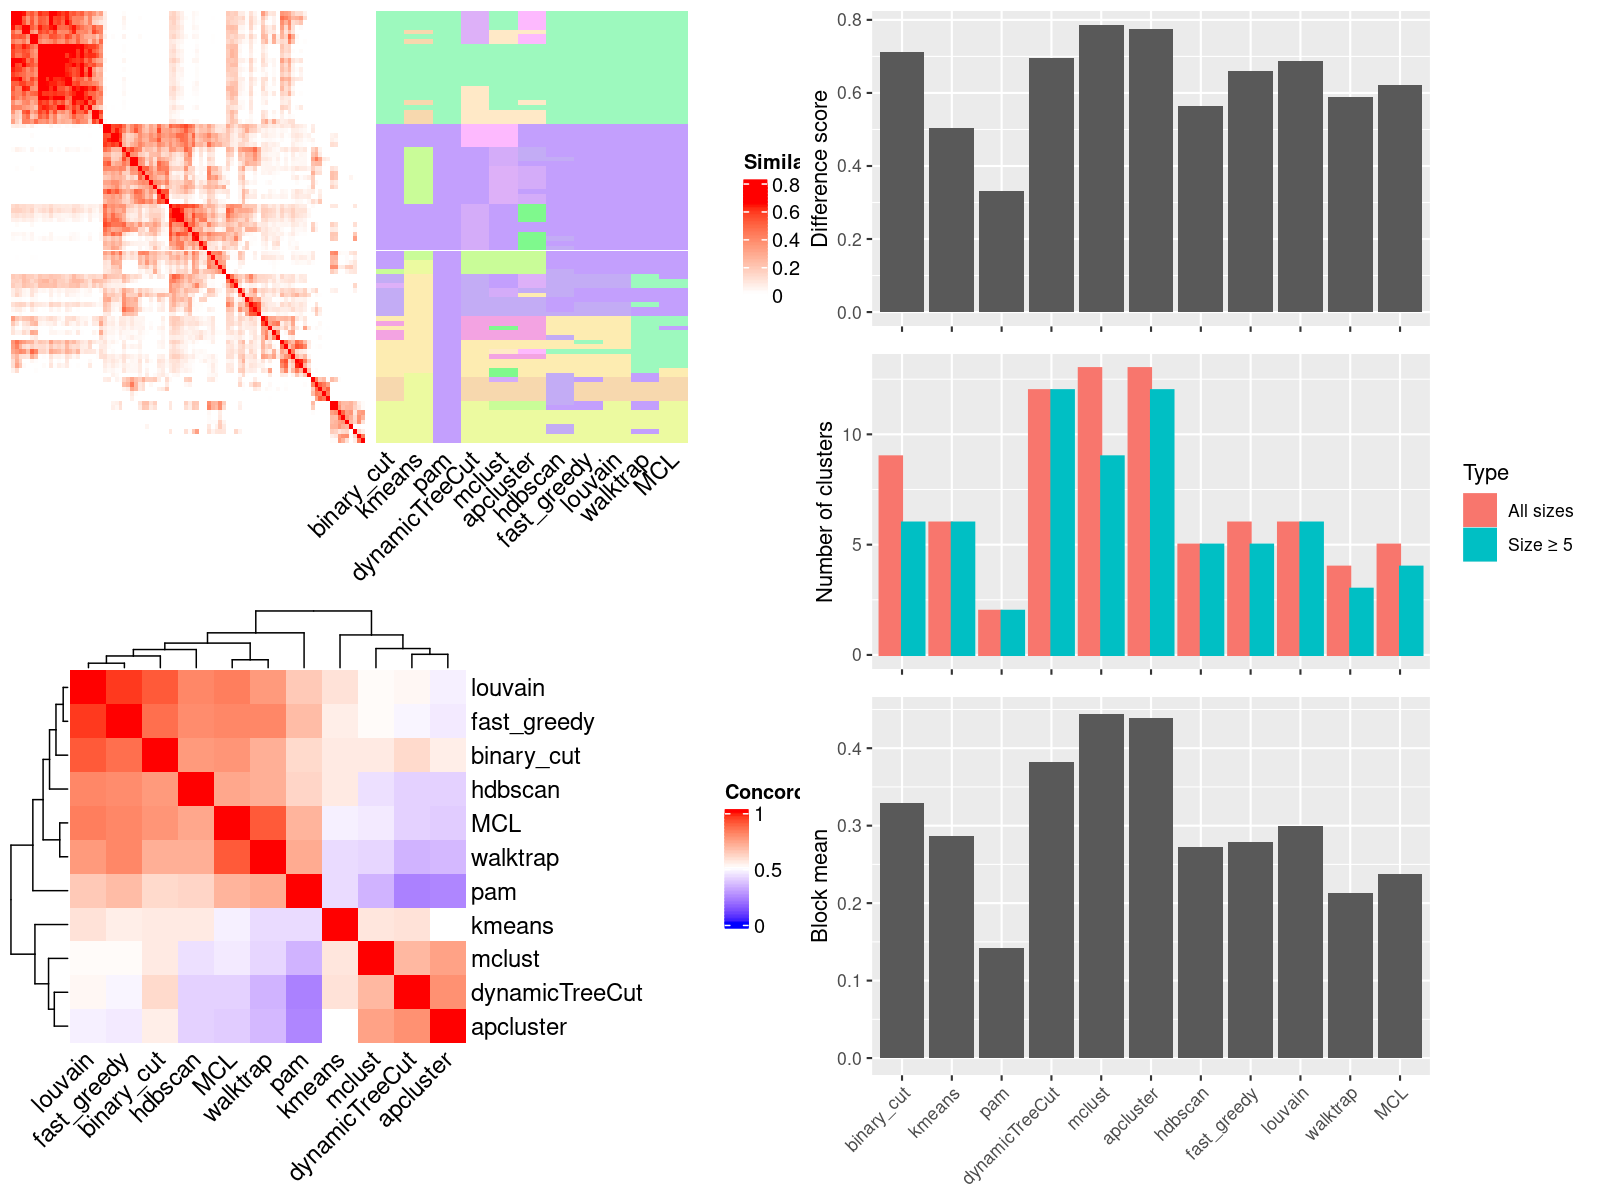 Simila
0.8
0.6
0.4
0.2
0
binary_cut
kmeans
pam
dynamicTreeCut
mclust
apcluster
hdbscan
fast_greedy
louvain
walktrap
MCL
louvain
fast_greedy
binary_cut
hdbscan
MCL
walktrap
pam
kmeans
mclust
dynamicTreeCut
apcluster
louvain
fast_greedy
binary_cut
hdbscan
MCL
walktrap
pam
kmeans
mclust
dynamicTreeCut
apcluster
Concord
1
0.5
0
Difference score
0.8
0.6
0.4
0.2
0.0
Number of clusters
10
5
0
Type
All sizes
Size ≥ 5
Block mean
0.4
0.3
0.2
0.1
0.0
binary_cut
kmeans
pam
dynamicTreeCut
mclust
apcluster
hdbscan
fast_greedy
louvain
walktrap
MCL